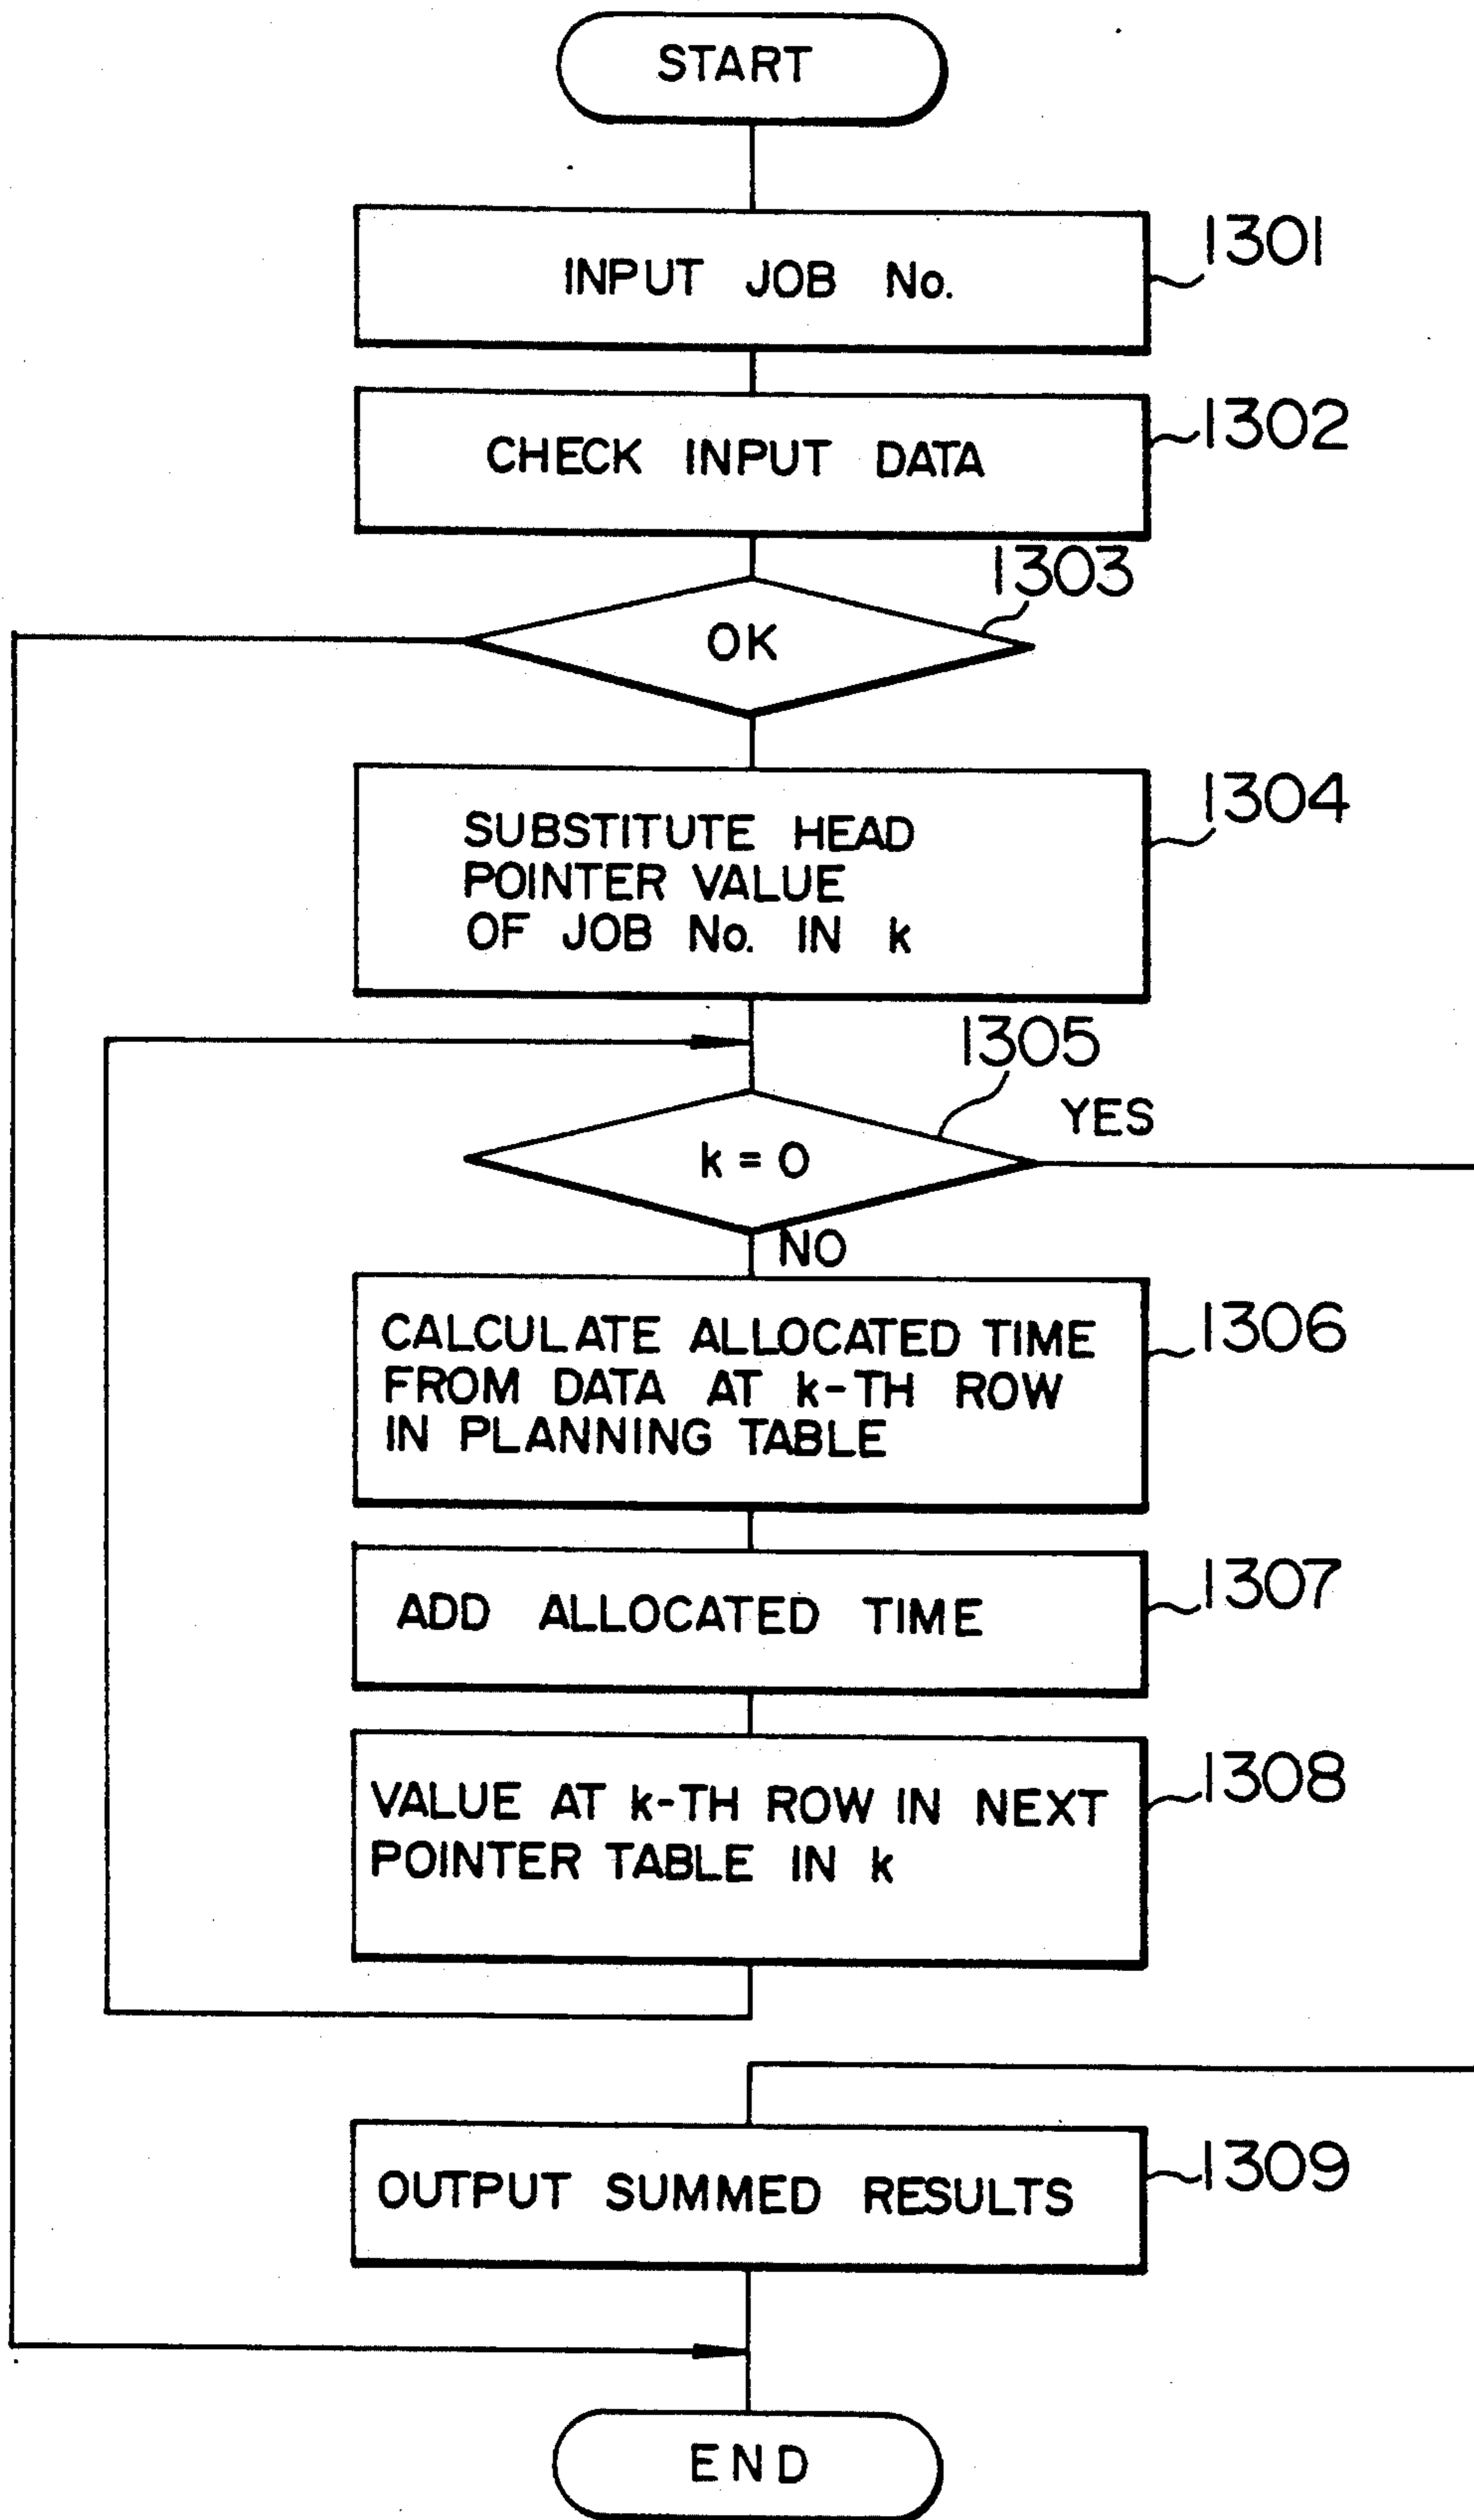 START
INPUT JOB No.
1301
CHECK INPUT DATA
1302
1303
OK
SUBSTITUTE HEAD
POINTER VALUE
OF JOB No. IN k
1304
1305
YES
k = 0
NO
CALCULATE ALLOCATED TIME
FROM DATA AT k-TH ROW
IN PLANNING TABLE
1306
ADD ALLOCATED TIME
1307
VALUE AT k-TH ROW IN NEXT
POINTER TABLE IN k
1308
OUTPUT SUMMED RESULTS
1309
END